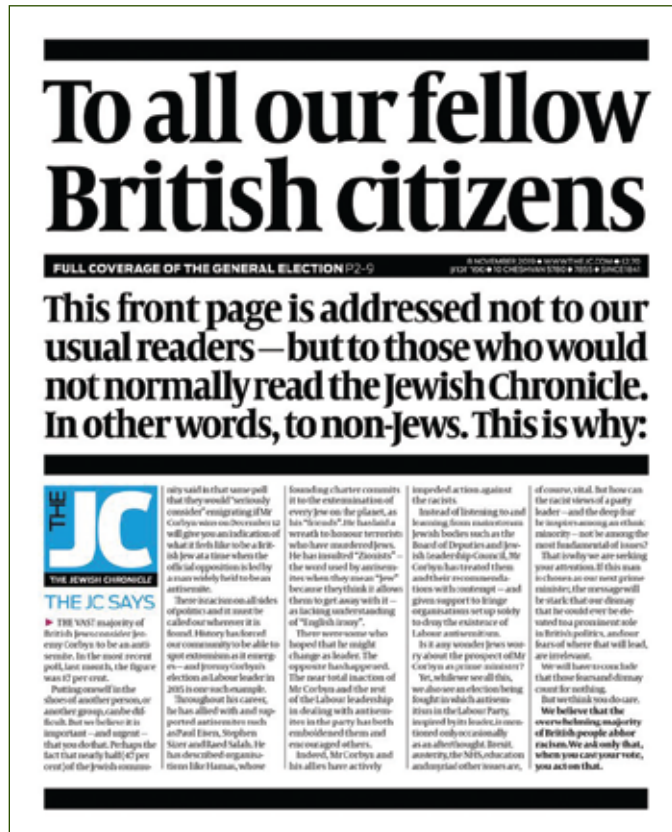 To all our fellow
British citizens
FULL COVERAGE OF THE GENERAL ELECTION P2-9
8 NOVEMBER 2019 ♦ WWW.THEJC.COM ♦ £2.70
♦ 10 CHESHVAN 5780 ♦ 7855 ♦ SINCE 1841
This front page is addressed not to our
usual readers — but to those who would
not normally read the Jewish Chronicle.
In other words, to non-Jews. This is why:
THE
JC
THE JEWISH CHRONICLE
THE JC SAYS
► THE VAST majority of
British Jews consider Jer-
emy Corbyn to be an anti-
semite. In the most recent
poll, last month, the figure
was 87 per cent.
Putting oneself in the
shoes of another person, or
another group, can be dif-
ficult. But we believe it is
important — and urgent —
that you do that. Perhaps the
fact that nearly half (47 per
cent) of the Jewish commu-
nity said in that same poll
that they would "seriously
consider" emigrating if Mr
Corbyn wins on December 12
will give you an indication of
what it feels like to be a Brit-
ish Jew at a time when the
official opposition is led by
a man widely held to be an
antisemite.
There is racism on all sides
of politics and it must be
called out wherever it is
found. History has forced
our community to be able to
spot extremism as it emerg-
es — and Jeremy Corbyn's
election as Labour leader in
2015 is one such example.
Throughout his career,
he has allied with and sup-
ported antisemites such
as Paul Eisen, Stephen
Sizer and Raed Salah. He
has described organisa-
tions like Hamas, whose
founding charter commits
it to the extermination of
every Jew on the planet, as
his "friends". He has laid a
wreath to honour terrorists
who have murdered Jews.
He has insulted "Zionists" —
the word used by antisem-
ites when they mean "Jew"
because they think it allows
them to get away with it —
as lacking understanding
of "English irony".
There were some who
hoped that he might
change as leader. The
opposite has happened.
The near total inaction of
Mr Corbyn and the rest
of the Labour leadership
in dealing with antisem-
ites in the party has both
emboldened them and
encouraged others.
Indeed, Mr Corbyn and
his allies have actively
impeded action against
the racists.
Instead of listening to and
learning from mainstream
Jewish bodies such as the
Board of Deputies and Jew-
ish Leadership Council, Mr
Corbyn has treated them
and their recommenda-
tions with contempt — and
given support to fringe
organisations set up solely
to deny the existence of
Labour antisemitism.
Is it any wonder Jews wor-
ry about the prospect of Mr
Corbyn as prime minister?
Yet, while we see all this,
we also see an election being
fought in which antisem-
itism in the Labour Party,
inspired by its leader, is men-
tioned only occasionally
as an afterthought. Brexit,
austerity, the NHS, education
and myriad other issues are,
of course, vital. But how can
the racist views of a party
leader — and the deep fear
he inspires among an ethnic
minority — not be among the
most fundamental of issues?
That is why we are seeking
your attention. If this man
is chosen as our next prime
minister, the message will
be stark: that our dismay
that he could ever be ele-
vated to a prominent role
in British politics, and our
fears of where that will lead,
are irrelevant.
We will have to conclude
that those fears and dismay
count for nothing.
But we think you do care.
We believe that the
overwhelming majority
of British people abhor
racism. We ask only that,
when you cast your vote,
you act on that.